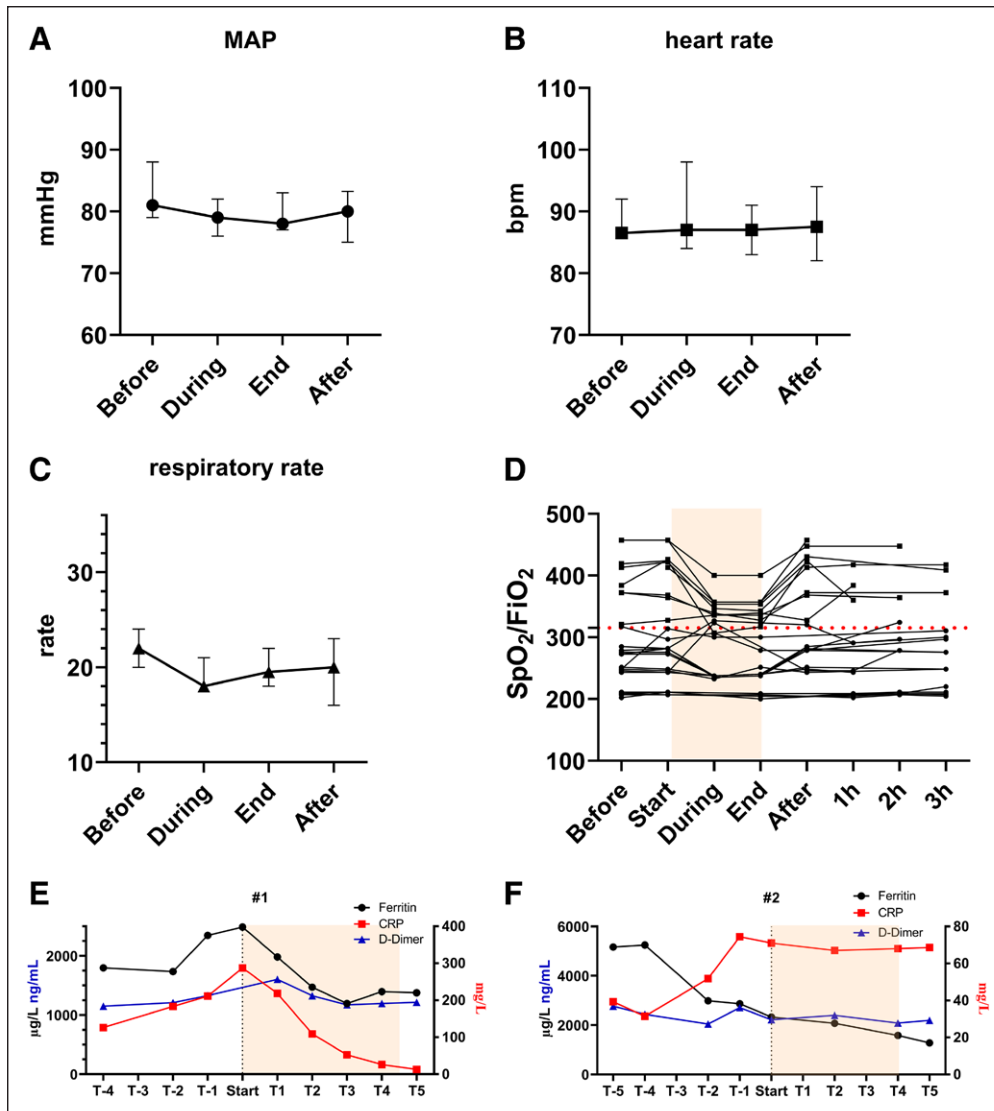 A
MAP
mmHg
100
90
80
70
60
Before
During
End
After
B
heart rate
bpm
110
100
90
80
70
Before
During
End
After
C
respiratory rate
rate
30
20
10
Before
During
End
After
D
SpO₂/FiO₂
500
400
300
200
100
Before
Start
During
End
After
1h
2h
3h
E
#1
Ferritin
CRP
D-Dimer
µg/L ng/mL
2000
1000
0
400
300
200
100
0
mg/L
T-4
T-3
T-2
T-1
Start
T1
T2
T3
T4
T5
F
#2
Ferritin
CRP
D-Dimer
µg/L ng/mL
6000
4000
2000
0
80
60
40
20
0
mg/L
T-5
T-4
T-3
T-2
T-1
Start
T1
T2
T3
T4
T5